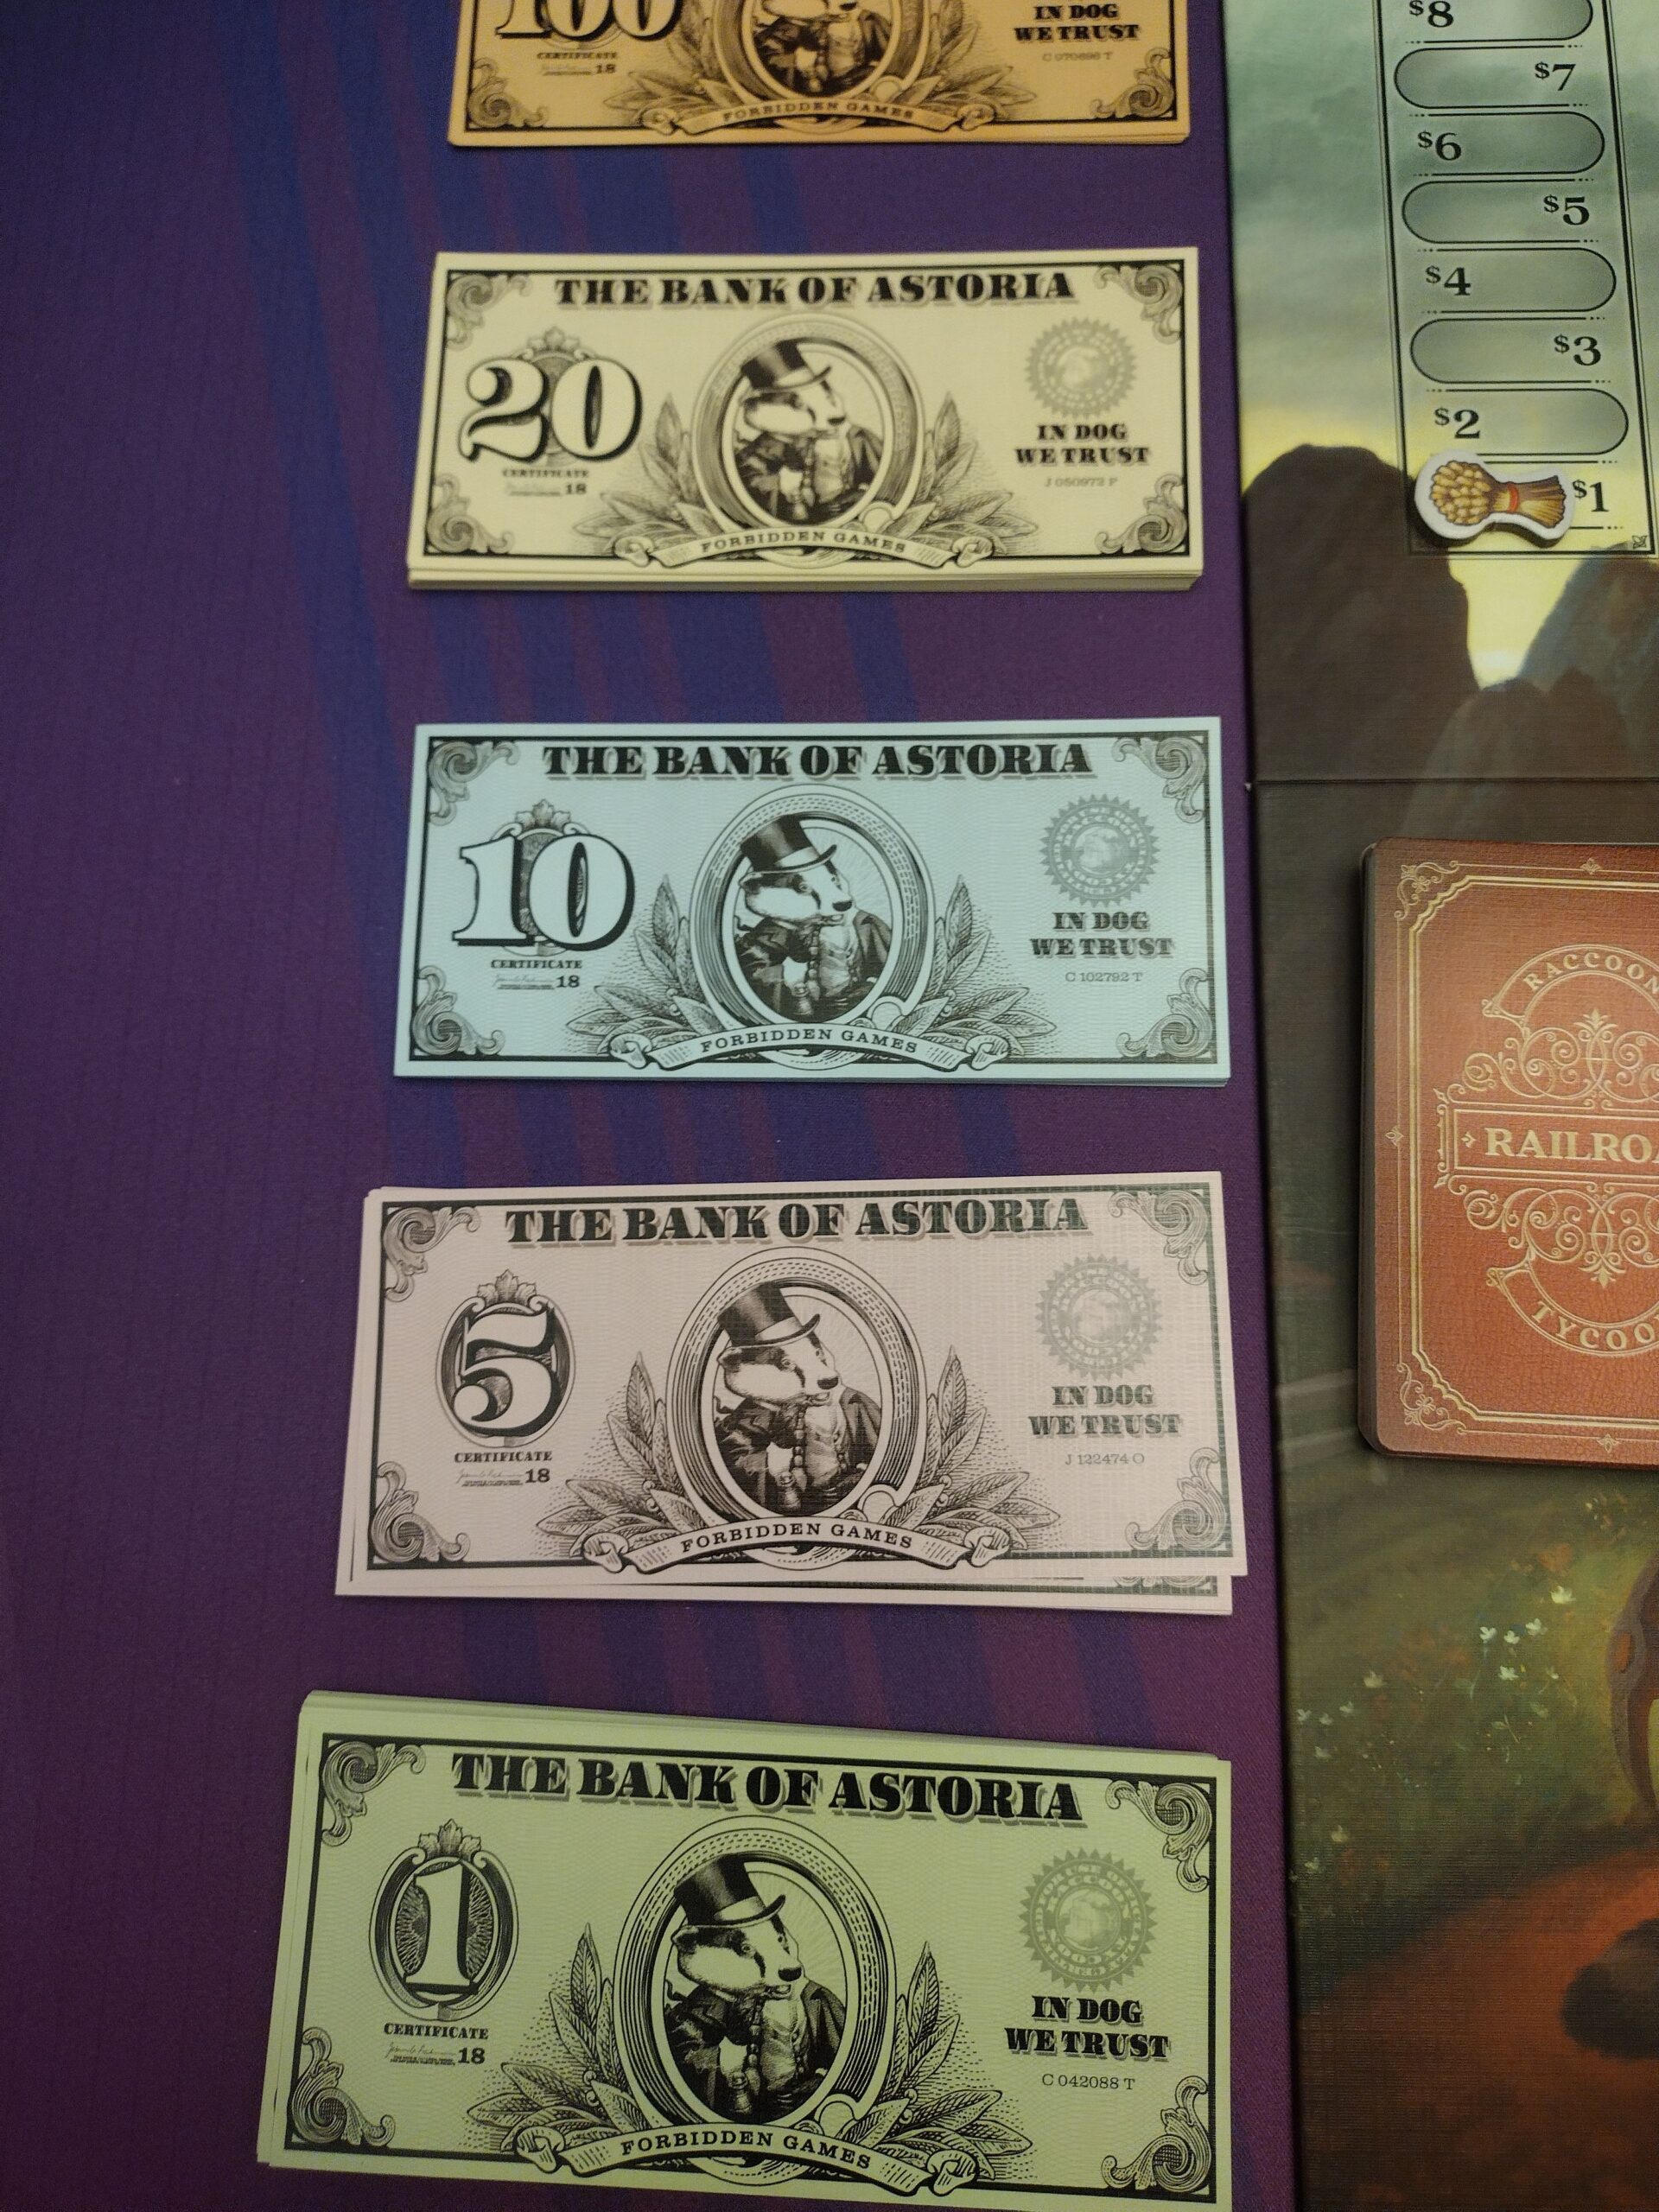 100
CERTIFICATE
18
IN DOG
WE TRUST
C 070696 T
FORBIDDEN GAMES
THE BANK OF ASTORIA
20
CERTIFICATE
18
IN DOG
WE TRUST
J 050973 P
FORBIDDEN GAMES
THE BANK OF ASTORIA
10
CERTIFICATE
18
IN DOG
WE TRUST
C 102792 T
FORBIDDEN GAMES
THE BANK OF ASTORIA
5
CERTIFICATE
18
IN DOG
WE TRUST
J 122474 O
FORBIDDEN GAMES
THE BANK OF ASTORIA
1
CERTIFICATE
18
IN DOG
WE TRUST
C 042088 T
FORBIDDEN GAMES
$8
$7
$6
$5
$4
$3
$2
$1
RACCOON
RAILROA
TYCOO